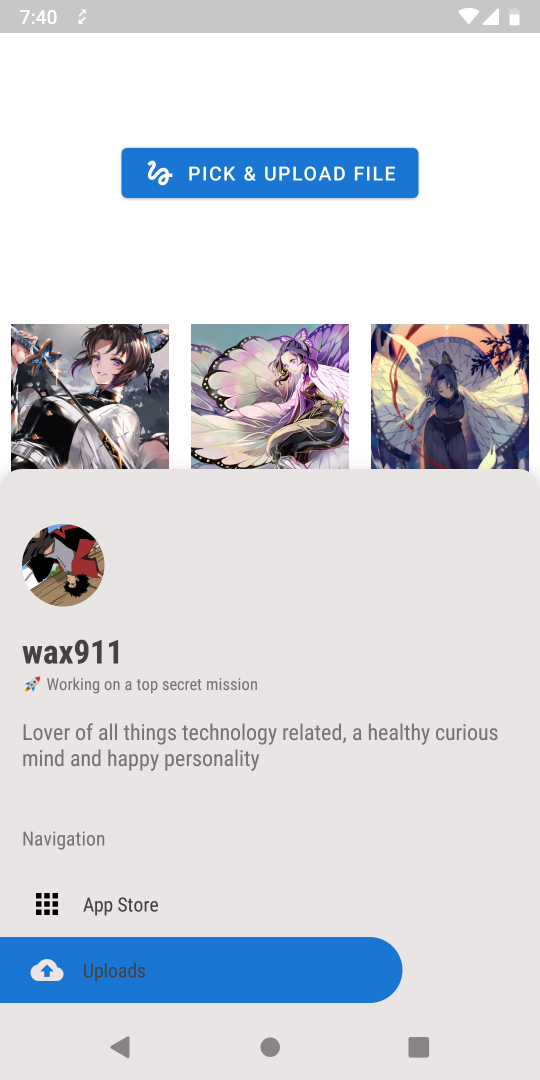 7:40
PICK & UPLOAD FILE
wax911
🚀 Working on a top secret mission
Lover of all things technology related, a healthy curious
mind and happy personality
Navigation
App Store
Uploads